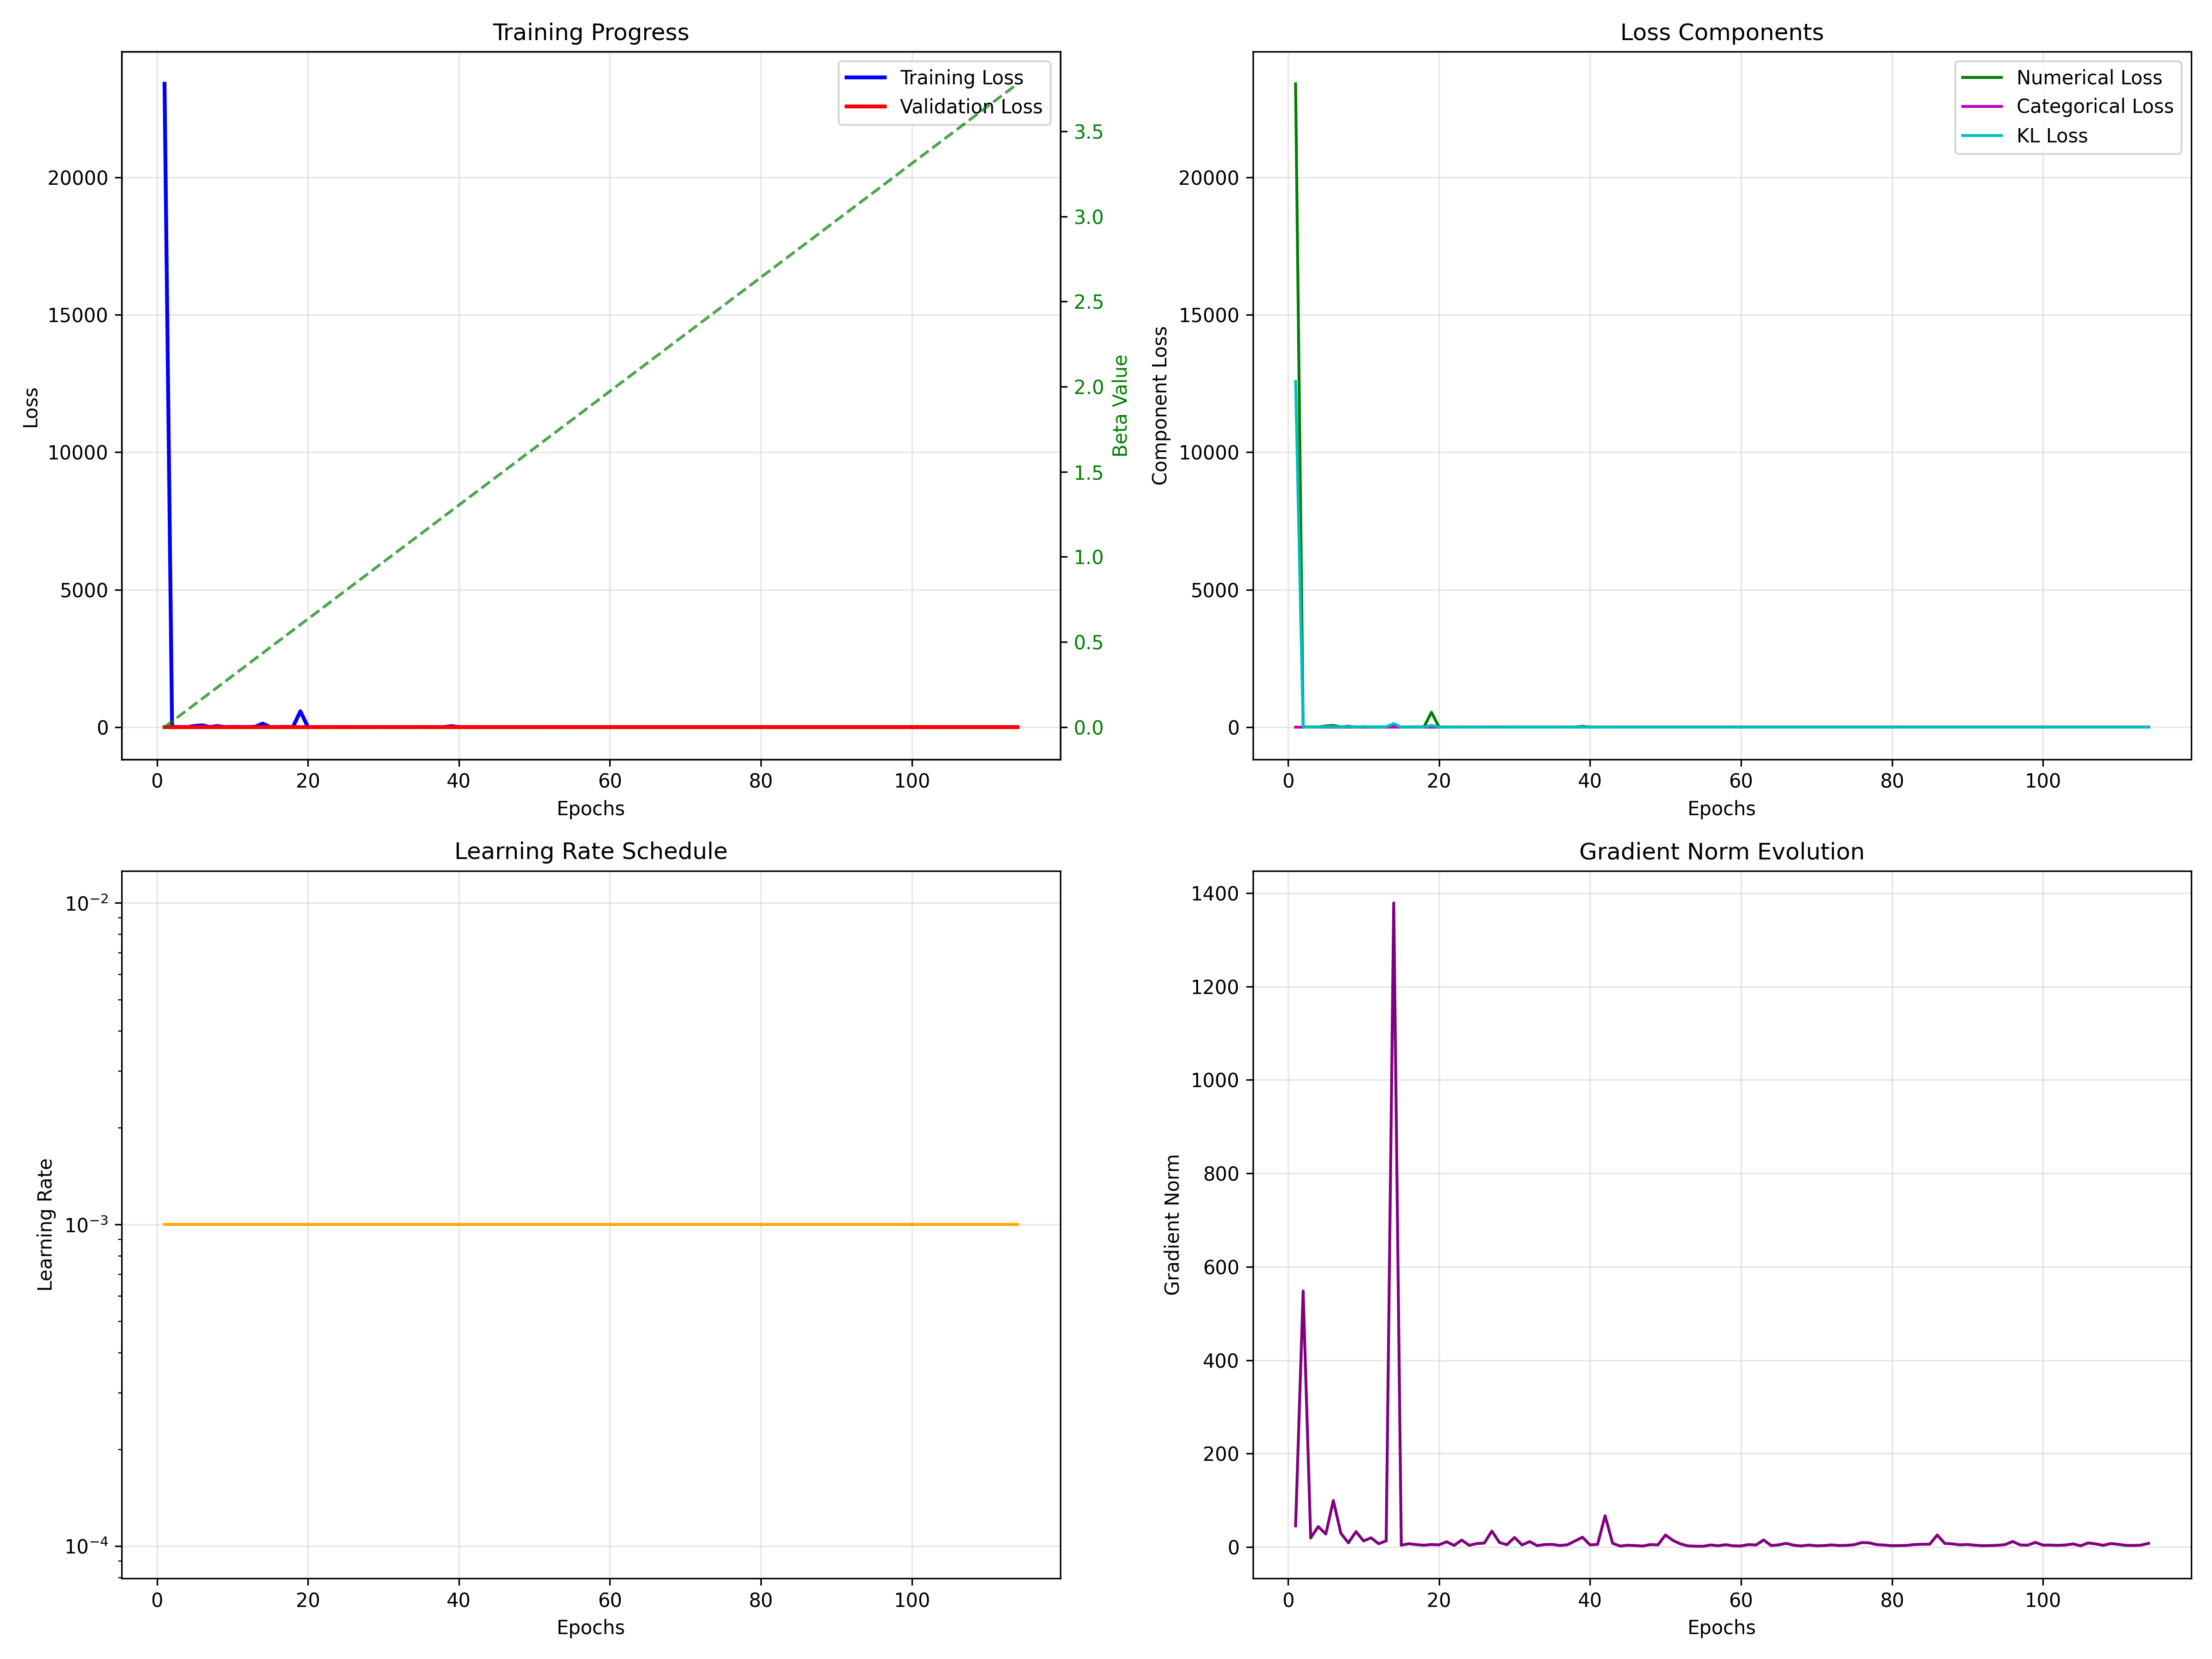 Training Progress
Training Loss
Validation Loss
20000
15000
10000
5000
0
Loss
3.5
3.0
2.5
2.0
1.5
1.0
0.5
0.0
Beta Value
0 20 40 60 80 100
Epochs
Loss Components
Numerical Loss
Categorical Loss
KL Loss
20000
15000
10000
5000
0
Component Loss
0 20 40 60 80 100
Epochs
Learning Rate Schedule
10⁻²
10⁻³
10⁻⁴
Learning Rate
0 20 40 60 80 100
Epochs
Gradient Norm Evolution
1400
1200
1000
800
600
400
200
0
Gradient Norm
0 20 40 60 80 100
Epochs